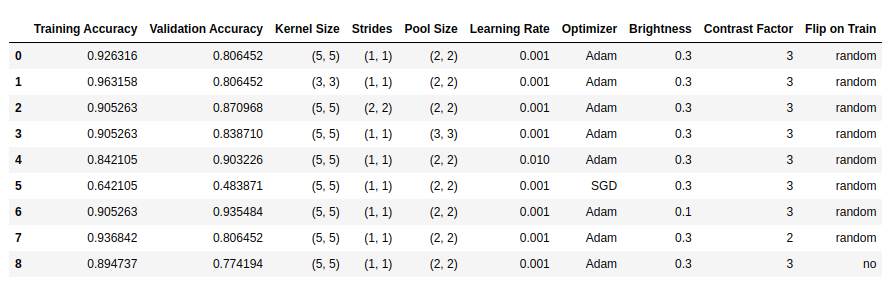 Training Accuracy Validation Accuracy Kernel Size Strides Pool Size Learning Rate Optimizer Brightness Contrast Factor Flip on Train
0 0.926316 0.806452 (5, 5) (1, 1) (2, 2) 0.001 Adam 0.3 3 random
1 0.963158 0.806452 (3, 3) (1, 1) (2, 2) 0.001 Adam 0.3 3 random
2 0.905263 0.870968 (5, 5) (2, 2) (2, 2) 0.001 Adam 0.3 3 random
3 0.905263 0.838710 (5, 5) (1, 1) (3, 3) 0.001 Adam 0.3 3 random
4 0.842105 0.903226 (5, 5) (1, 1) (2, 2) 0.010 Adam 0.3 3 random
5 0.642105 0.483871 (5, 5) (1, 1) (2, 2) 0.001 SGD 0.3 3 random
6 0.905263 0.935484 (5, 5) (1, 1) (2, 2) 0.001 Adam 0.1 3 random
7 0.936842 0.806452 (5, 5) (1, 1) (2, 2) 0.001 Adam 0.3 2 random
8 0.894737 0.774194 (5, 5) (1, 1) (2, 2) 0.001 Adam 0.3 3 no